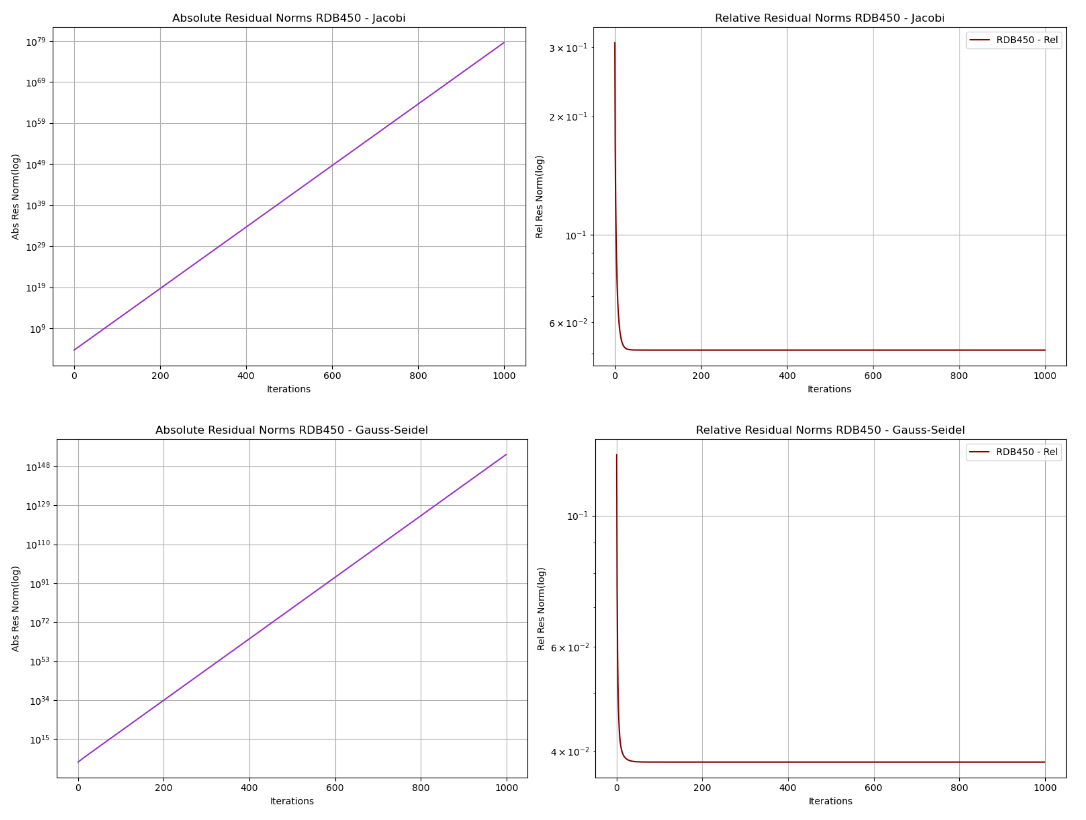 Absolute Residual Norms RDB450 - Jacobi
Abs Res Norm(log)
10^79
10^69
10^59
10^49
10^39
10^29
10^19
10^9
0 200 400 600 800 1000
Iterations
Relative Residual Norms RDB450 - Jacobi
RDB450 - Rel
Rel Res Norm(log)
3 × 10^-1
2 × 10^-1
10^-1
6 × 10^-2
0 200 400 600 800 1000
Iterations
Absolute Residual Norms RDB450 - Gauss-Seidel
Abs Res Norm(log)
10^148
10^129
10^110
10^91
10^72
10^53
10^34
10^15
0 200 400 600 800 1000
Iterations
Relative Residual Norms RDB450 - Gauss-Seidel
RDB450 - Rel
Rel Res Norm(log)
10^-1
6 × 10^-2
4 × 10^-2
0 200 400 600 800 1000
Iterations